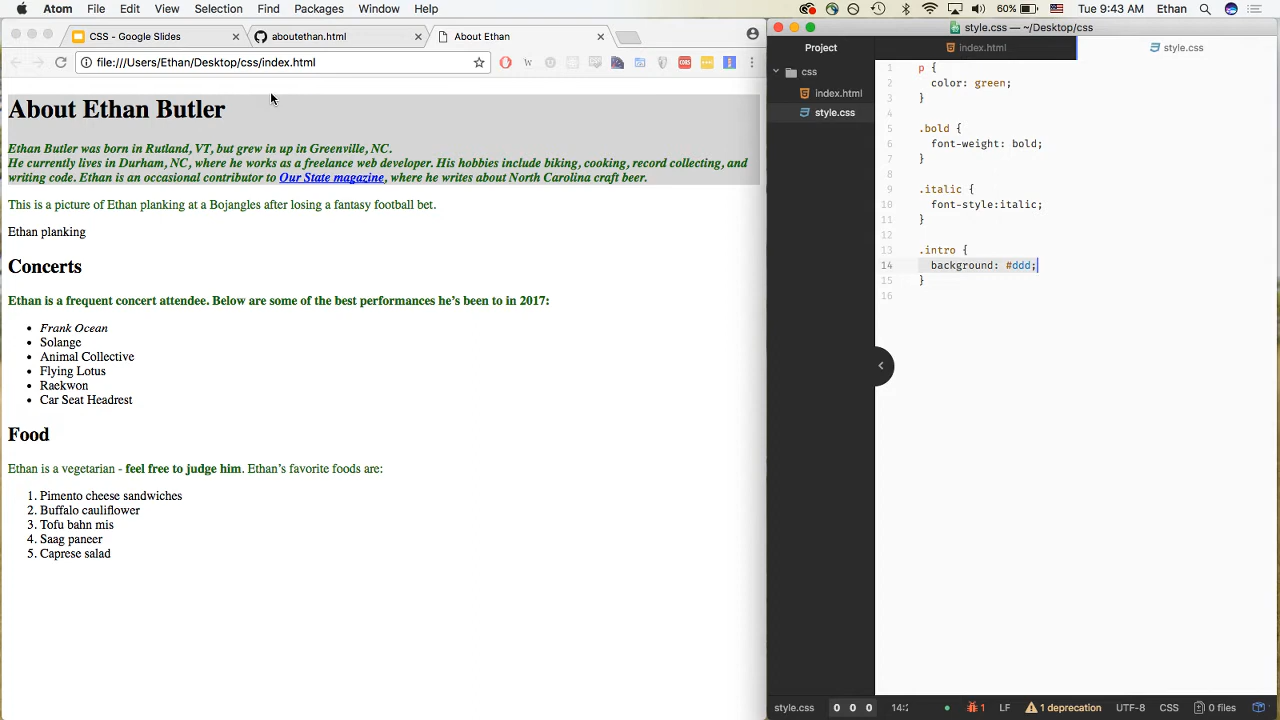 Atom File Edit View Selection Find Packages Window Help 60% Tue 9:43 AM Ethan
CSS - Google Slides
aboutethan.html
About Ethan
file:///Users/Ethan/Desktop/css/index.html
About Ethan Butler
Ethan Butler was born in Rutland, VT, but grew in up in Greenville, NC.
He currently lives in Durham, NC, where he works as a freelance web developer. His hobbies include biking, cooking, record collecting, and
writing code. Ethan is an occasional contributor to Our State magazine, where he writes about North Carolina craft beer.
This is a picture of Ethan planking at a Bojangles after losing a fantasy football bet.
Ethan planking
Concerts
Ethan is a frequent concert attendee. Below are some of the best performances he’s been to in 2017:
Frank Ocean
Solange
Animal Collective
Flying Lotus
Raekwon
Car Seat Headrest
Food
Ethan is a vegetarian - feel free to judge him. Ethan’s favorite foods are:
1. Pimento cheese sandwiches
2. Buffalo cauliflower
3. Tofu bahn mis
4. Saag paneer
5. Caprese salad
style.css — ~/Desktop/css
Project
css
index.html
style.css
index.html
style.css
1 p {
2 color: green;
3 }
4
5 .bold {
6 font-weight: bold;
7 }
8
9 .italic {
10 font-style:italic;
11 }
12
13 .intro {
14 background: #ddd;
15 }
16
style.css 0 0 0 14: 1 LF 1 deprecation UTF-8 CSS 0 files